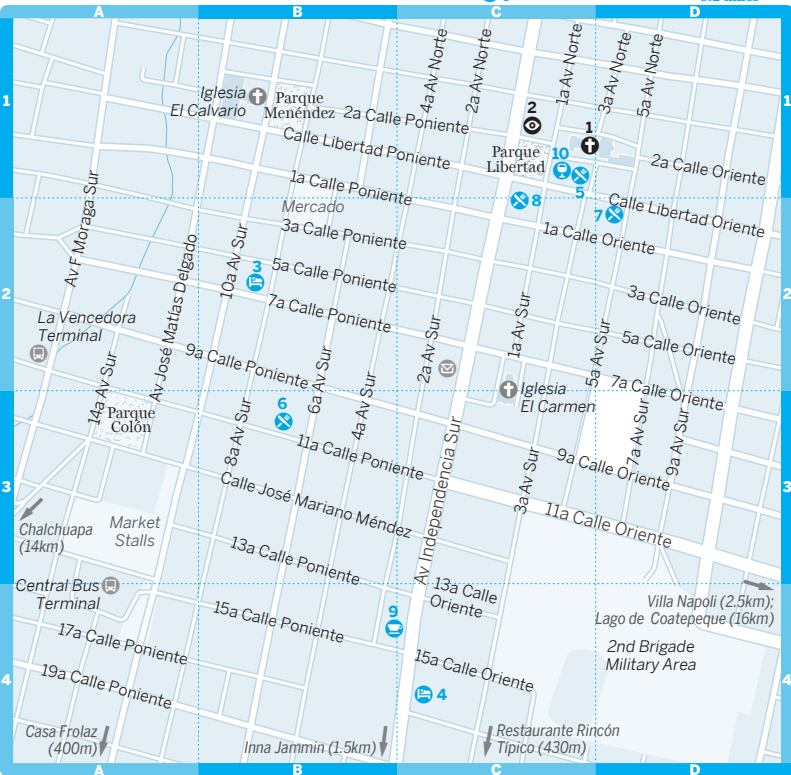 A
B
C
D
1
2
3
4
1
2
3
4
4a Av Norte
2a Av Norte
1a Av Norte
3a Av Norte
5a Av Norte
Iglesia
El Calvario
Parque
Menéndez
2a Calle Poniente
Calle Libertad Poniente
2
1
Parque
Libertad
10
5
2a Calle Oriente
1a Calle Poniente
8
7
Calle Libertad Oriente
Mercado
3a Calle Poniente
1a Calle Oriente
Av F Moraga Sur
Av José Matías Delgado
10a Av Sur
3
5a Calle Poniente
7a Calle Poniente
3a Calle Oriente
La Vencedora
Terminal
9a Calle Poniente
2a Av Sur
1a Av Sur
5a Av Sur
5a Calle Oriente
7a Calle Oriente
14a Av Sur
Parque
Colón
6
8a Av Sur
6a Av Sur
4a Av Sur
Iglesia
El Carmen
7a Av Sur
9a Av Sur
11a Calle Poniente
9a Calle Oriente
Calle José Mariano Méndez
Av Independencia Sur
3a Av Sur
11a Calle Oriente
Chalchuapa
(14km)
Market
Stalls
13a Calle Poniente
Central Bus
Terminal
13a Calle
Oriente
Villa Napoli (2.5km);
Lago de Coatepeque (16km)
15a Calle Poniente
9
17a Calle Poniente
2nd Brigade
Military Area
15a Calle Oriente
19a Calle Poniente
4
Casa Frolaz
(400m)
Inna Jammin (1.5km)
Restaurante Rincón
Típico (430m)
A
B
C
D